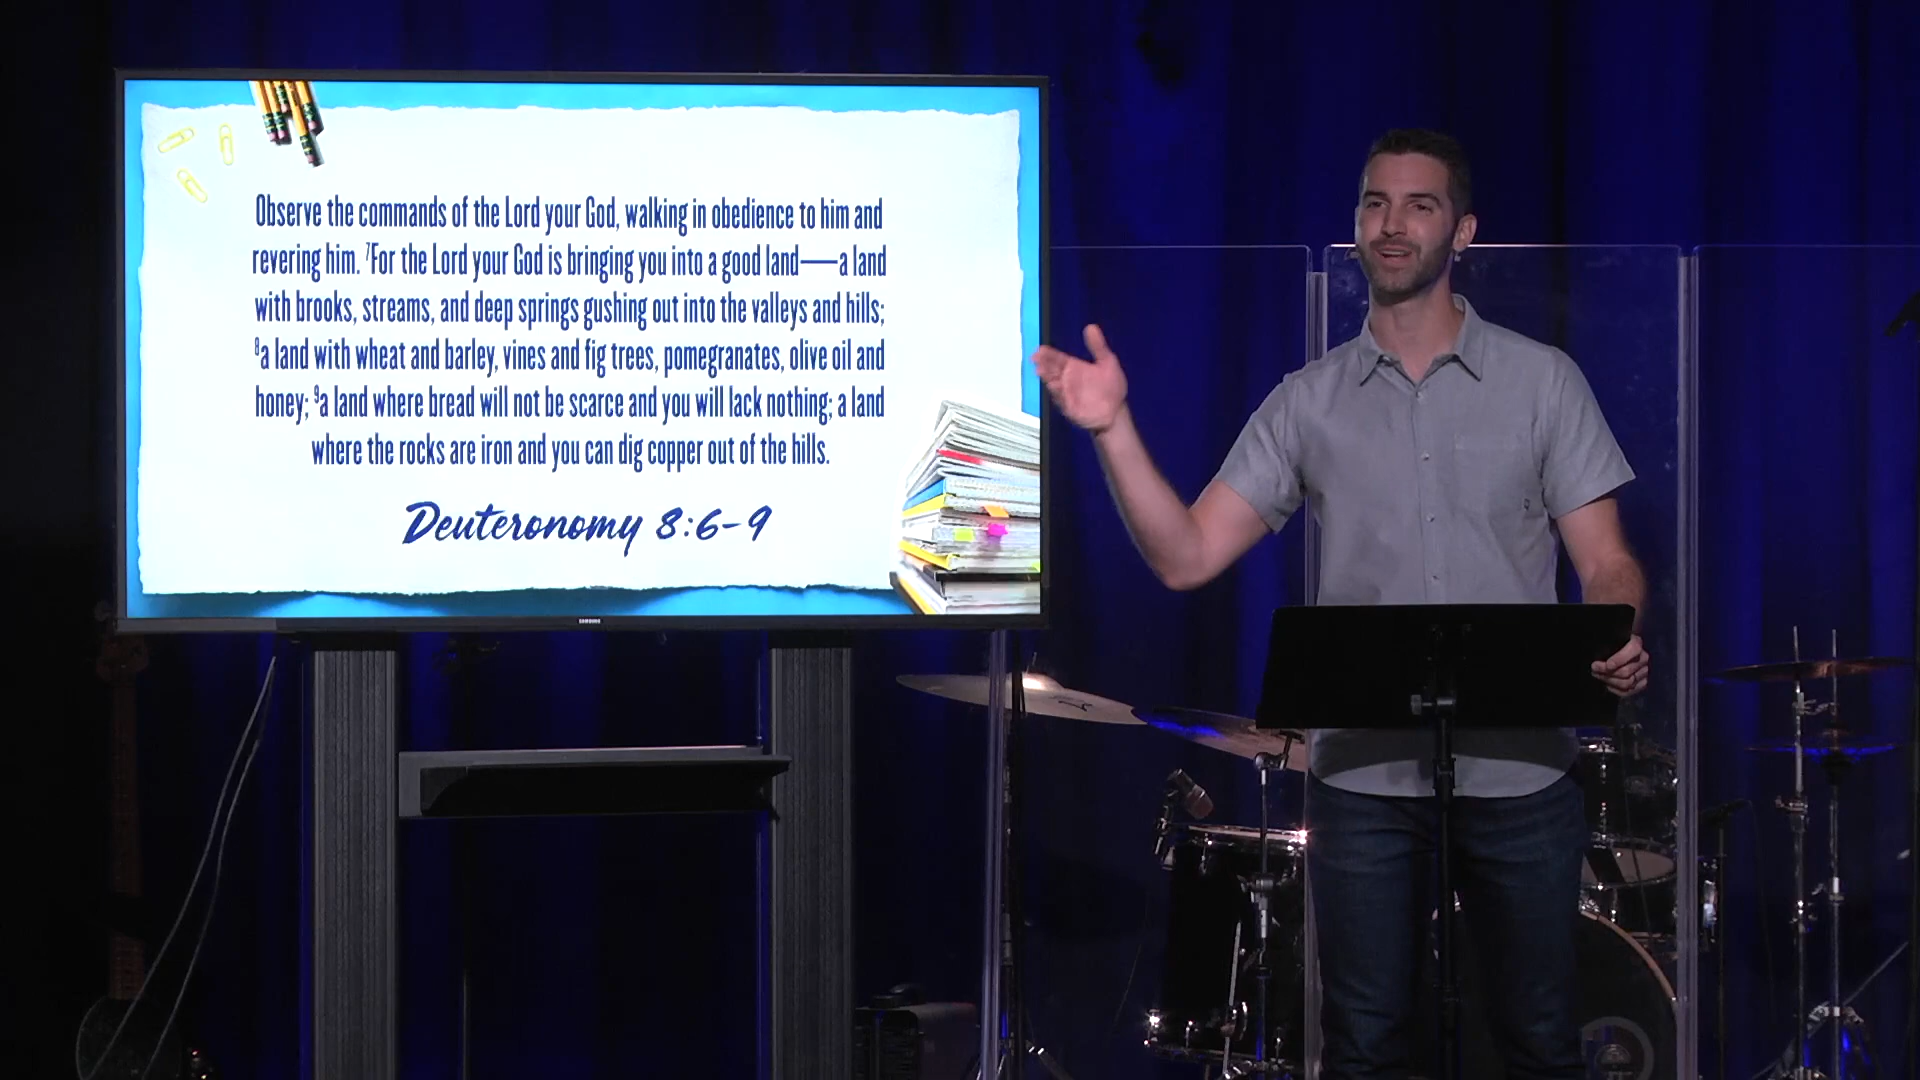 Observe the commands of the Lord your God, walking in obedience to him and
revering him. ⁷For the Lord your God is bringing you into a good land——a land
with brooks, streams, and deep springs gushing out into the valleys and hills;
⁸a land with wheat and barley, vines and fig trees, pomegranates, olive oil and
honey; ⁹a land where bread will not be scarce and you will lack nothing; a land
where the rocks are iron and you can dig copper out of the hills.
Deuteronomy 8:6-9
SAMSUNG